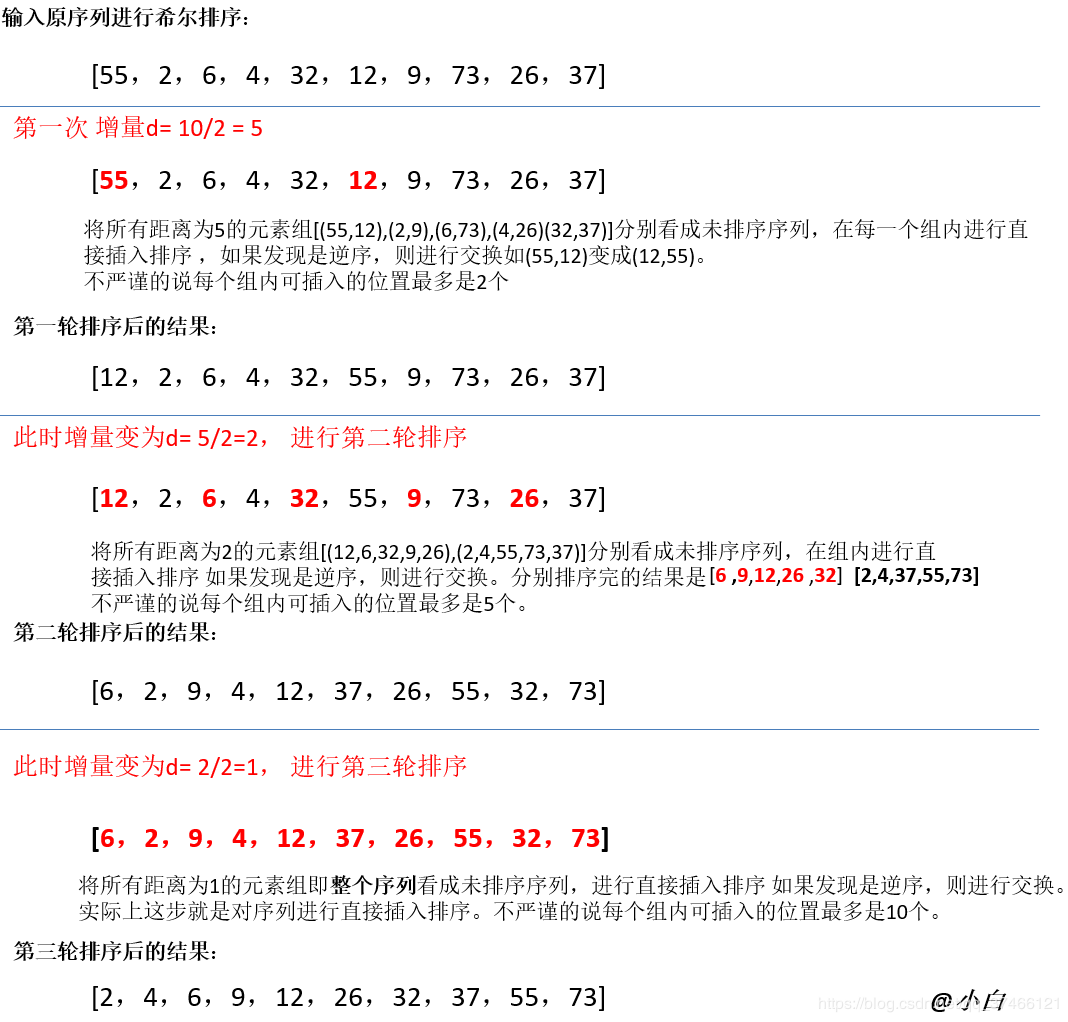 输入原序列进行希尔排序：
[55，2，6，4，32，12，9，73，26，37]
第一次 增量d= 10/2 = 5
[55，2，6，4，32，12，9，73，26，37]
将所有距离为5的元素组[(55,12),(2,9),(6,73),(4,26)(32,37)]分别看成未排序序列，在每一个组内进行直
接插入排序 ，如果发现是逆序，则进行交换如(55,12)变成(12,55)。
不严谨的说每个组内可插入的位置最多是2个
第一轮排序后的结果：
[12，2，6，4，32，55，9，73，26，37]
此时增量变为d= 5/2=2， 进行第二轮排序
[12，2，6，4，32，55，9，73，26，37]
将所有距离为2的元素组[(12,6,32,9,26),(2,4,55,73,37)]分别看成未排序序列，在组内进行直
接插入排序 如果发现是逆序，则进行交换。分别排序完的结果是[6 ,9,12,26 ,32] [2,4,37,55,73]
不严谨的说每个组内可插入的位置最多是5个。
第二轮排序后的结果：
[6，2，9，4，12，37，26，55，32，73]
此时增量变为d= 2/2=1， 进行第三轮排序
[6，2，9，4，12，37，26，55，32，73]
将所有距离为1的元素组即整个序列看成未排序序列，进行直接插入排序 如果发现是逆序，则进行交换。
实际上这步就是对序列进行直接插入排序。不严谨的说每个组内可插入的位置最多是10个。
第三轮排序后的结果：
[2，4，6，9，12，26，32，37，55，73]
@小白